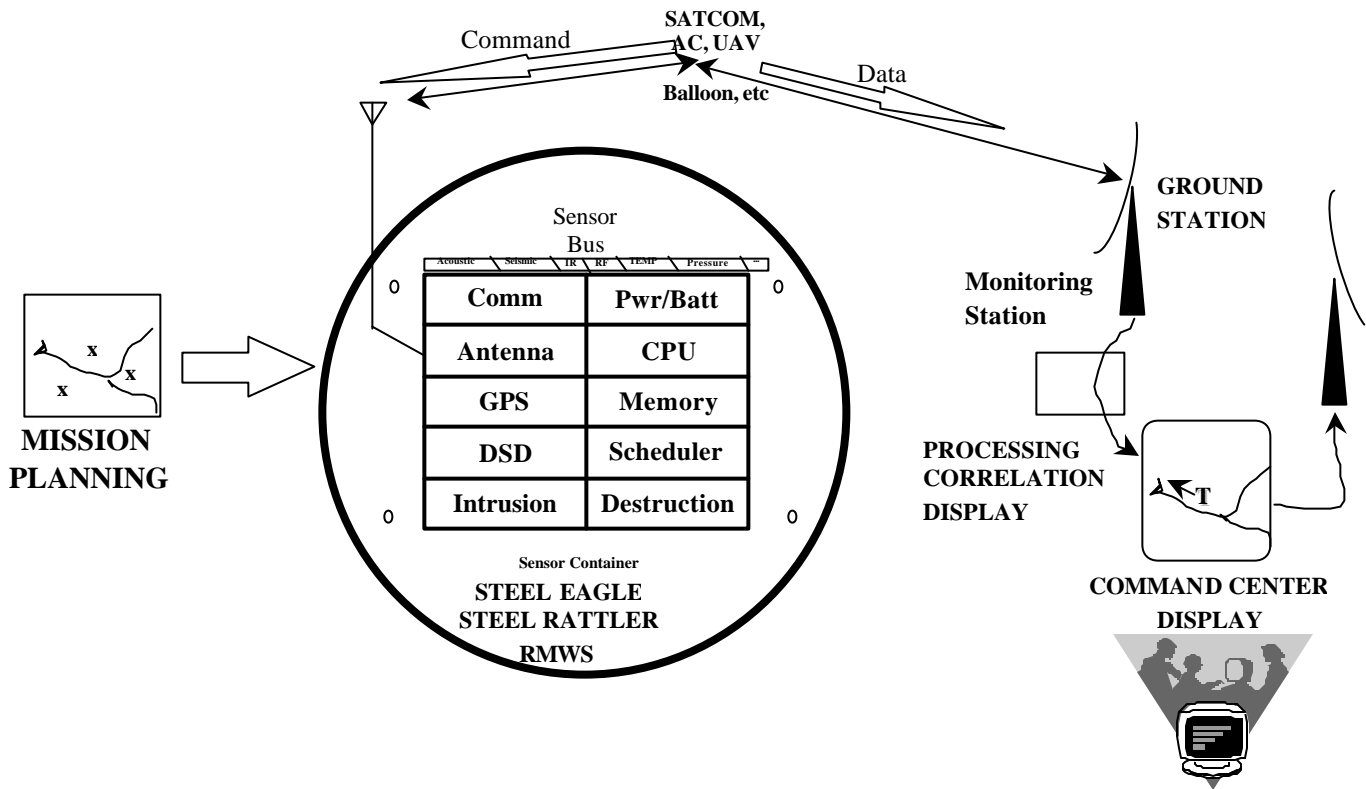 SATCOM,
AC, UAV
Balloon, etc
Command
Data
GROUND
STATION
Sensor
Bus
Acoustic \ Seismic \ IR \ RF \ TEMP \ Pressure \ ...
Comm Pwr/Batt
Antenna CPU
GPS Memory
DSD Scheduler
Intrusion Destruction
Sensor Container
STEEL EAGLE
STEEL RATTLER
RMWS
x
x
x
MISSION
PLANNING
Monitoring
Station
PROCESSING
CORRELATION
DISPLAY
T
COMMAND CENTER
DISPLAY